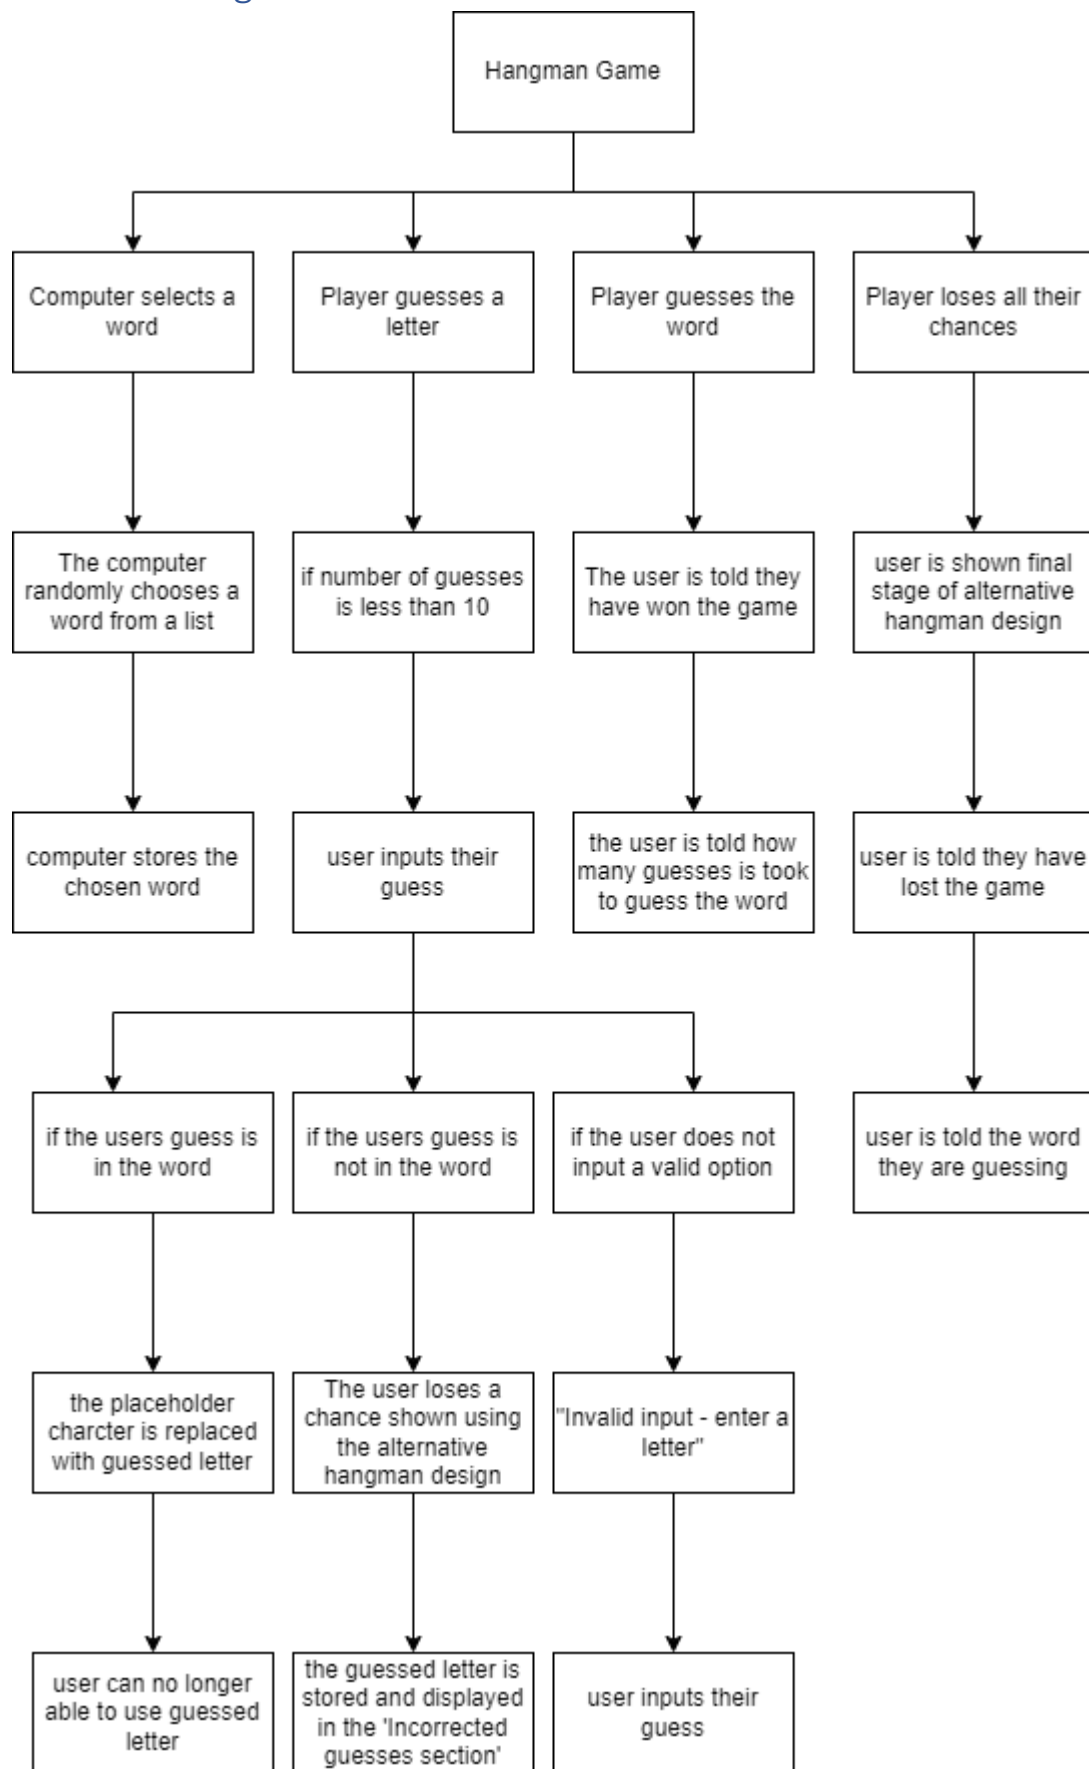 Hangman Game
Computer selects a
word
Player guesses a
letter
Player guesses the
word
Player loses all their
chances
The computer
randomly chooses a
word from a list
if number of guesses
is less than 10
The user is told they
have won the game
user is shown final
stage of alternative
hangman design
computer stores the
chosen word
user inputs their
guess
the user is told how
many guesses is took
to guess the word
user is told they have
lost the game
if the users guess is
in the word
if the users guess is
not in the word
if the user does not
input a valid option
user is told the word
they are guessing
the placeholder
charcter is replaced
with guessed letter
The user loses a
chance shown using
the alternative
hangman design
"Invalid input - enter a
letter"
user can no longer
able to use guessed
letter
the guessed letter is
stored and displayed
in the 'Incorrected
guesses section'
user inputs their
guess